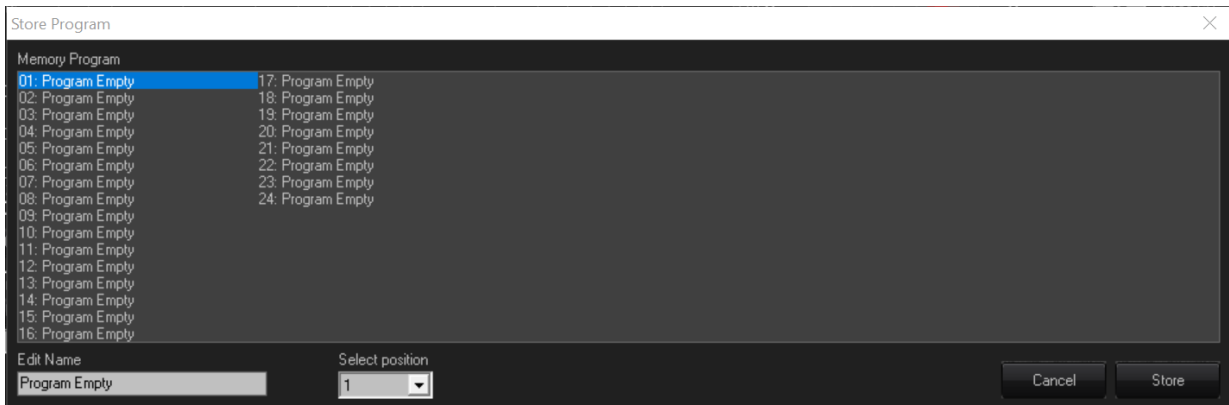 Store Program
Memory Program
01: Program Empty
02: Program Empty
03: Program Empty
04: Program Empty
05: Program Empty
06: Program Empty
07: Program Empty
08: Program Empty
09: Program Empty
10: Program Empty
11: Program Empty
12: Program Empty
13: Program Empty
14: Program Empty
15: Program Empty
16: Program Empty
17: Program Empty
18: Program Empty
19: Program Empty
20: Program Empty
21: Program Empty
22: Program Empty
23: Program Empty
24: Program Empty
Edit Name
Program Empty
Select position
1
Cancel
Store